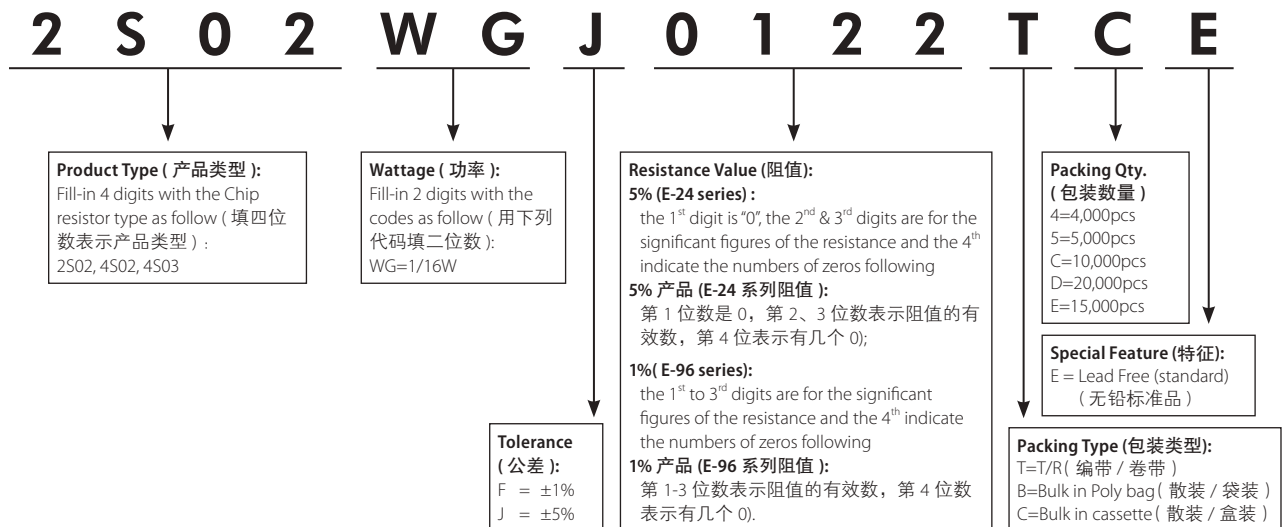 2 S 0 2 W G J 0 1 2 2 T C E
Product Type ( 产品类型 ):
Fill-in 4 digits with the Chip
resistor type as follow ( 填四位
数表示产品类型 ) :
2S02, 4S02, 4S03
Wattage ( 功率 ):
Fill-in 2 digits with the
codes as follow ( 用下列
代码填二位数 ):
WG=1/16W
Tolerance
( 公差 ):
F = ±1%
J = ±5%
Resistance Value (阻值):
5% (E-24 series) :
the 1st digit is "0", the 2nd & 3rd digits are for the
significant figures of the resistance and the 4th
indicate the numbers of zeros following
5% 产品 (E-24 系列阻值 ):
第 1 位数是 0，第 2、3 位数表示阻值的有
效数，第 4 位表示有几个 0);
1%( E-96 series):
the 1st to 3rd digits are for the significant
figures of the resistance and the 4th indicate
the numbers of zeros following
1% 产品 (E-96 系列阻值 ):
第 1-3 位数表示阻值的有效数，第 4 位数
表示有几个 0).
Packing Qty.
( 包装数量 )
4=4,000pcs
5=5,000pcs
C=10,000pcs
D=20,000pcs
E=15,000pcs
Special Feature (特征):
E = Lead Free (standard)
( 无铅标准品 )
Packing Type (包装类型):
T=T/R( 编带 / 卷带 )
B=Bulk in Poly bag( 散装 / 袋装 )
C=Bulk in cassette( 散装 / 盒装 )